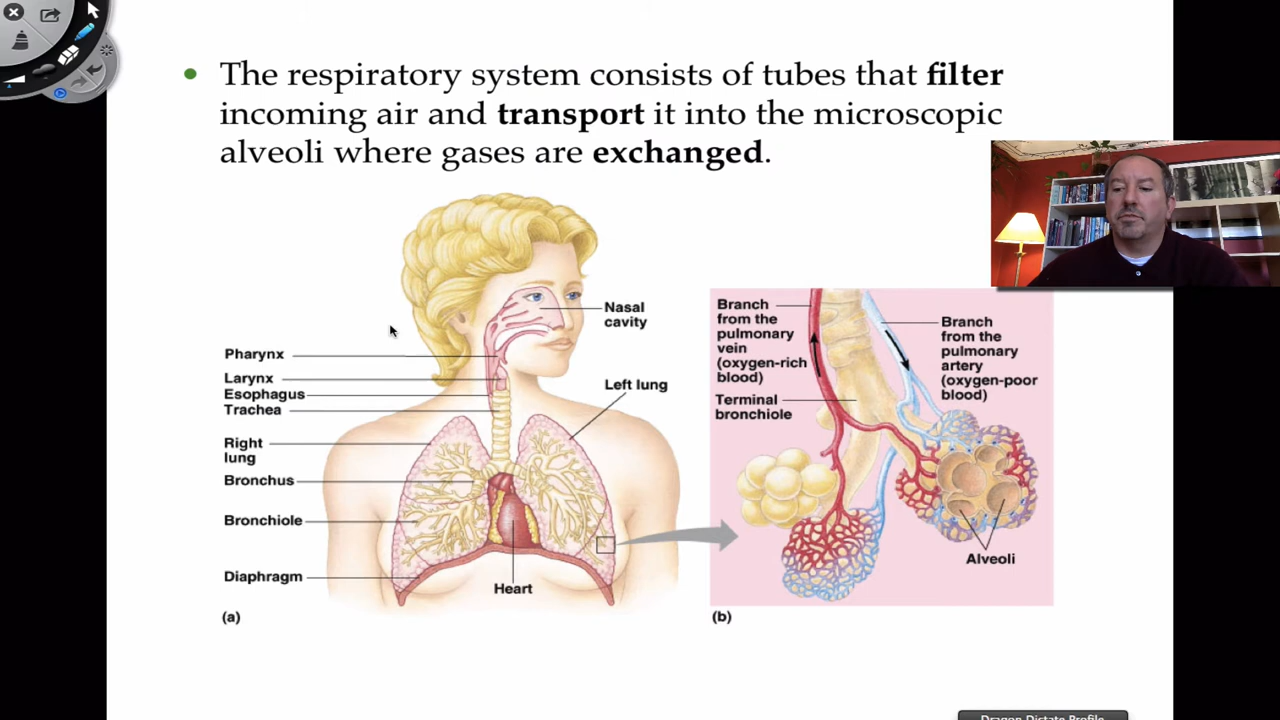 The respiratory system consists of tubes that filter
incoming air and transport it into the microscopic
alveoli where gases are exchanged.
Nasal
cavity
Pharynx
Larynx
Esophagus
Trachea
Left lung
Right
lung
Bronchus
Bronchiole
Diaphragm
Heart
(a)
Branch
from the
pulmonary
vein
(oxygen-rich
blood)
Terminal
bronchiole
Branch
from the
pulmonary
artery
(oxygen-poor
blood)
Alveoli
(b)
Dragon Dictate Profile